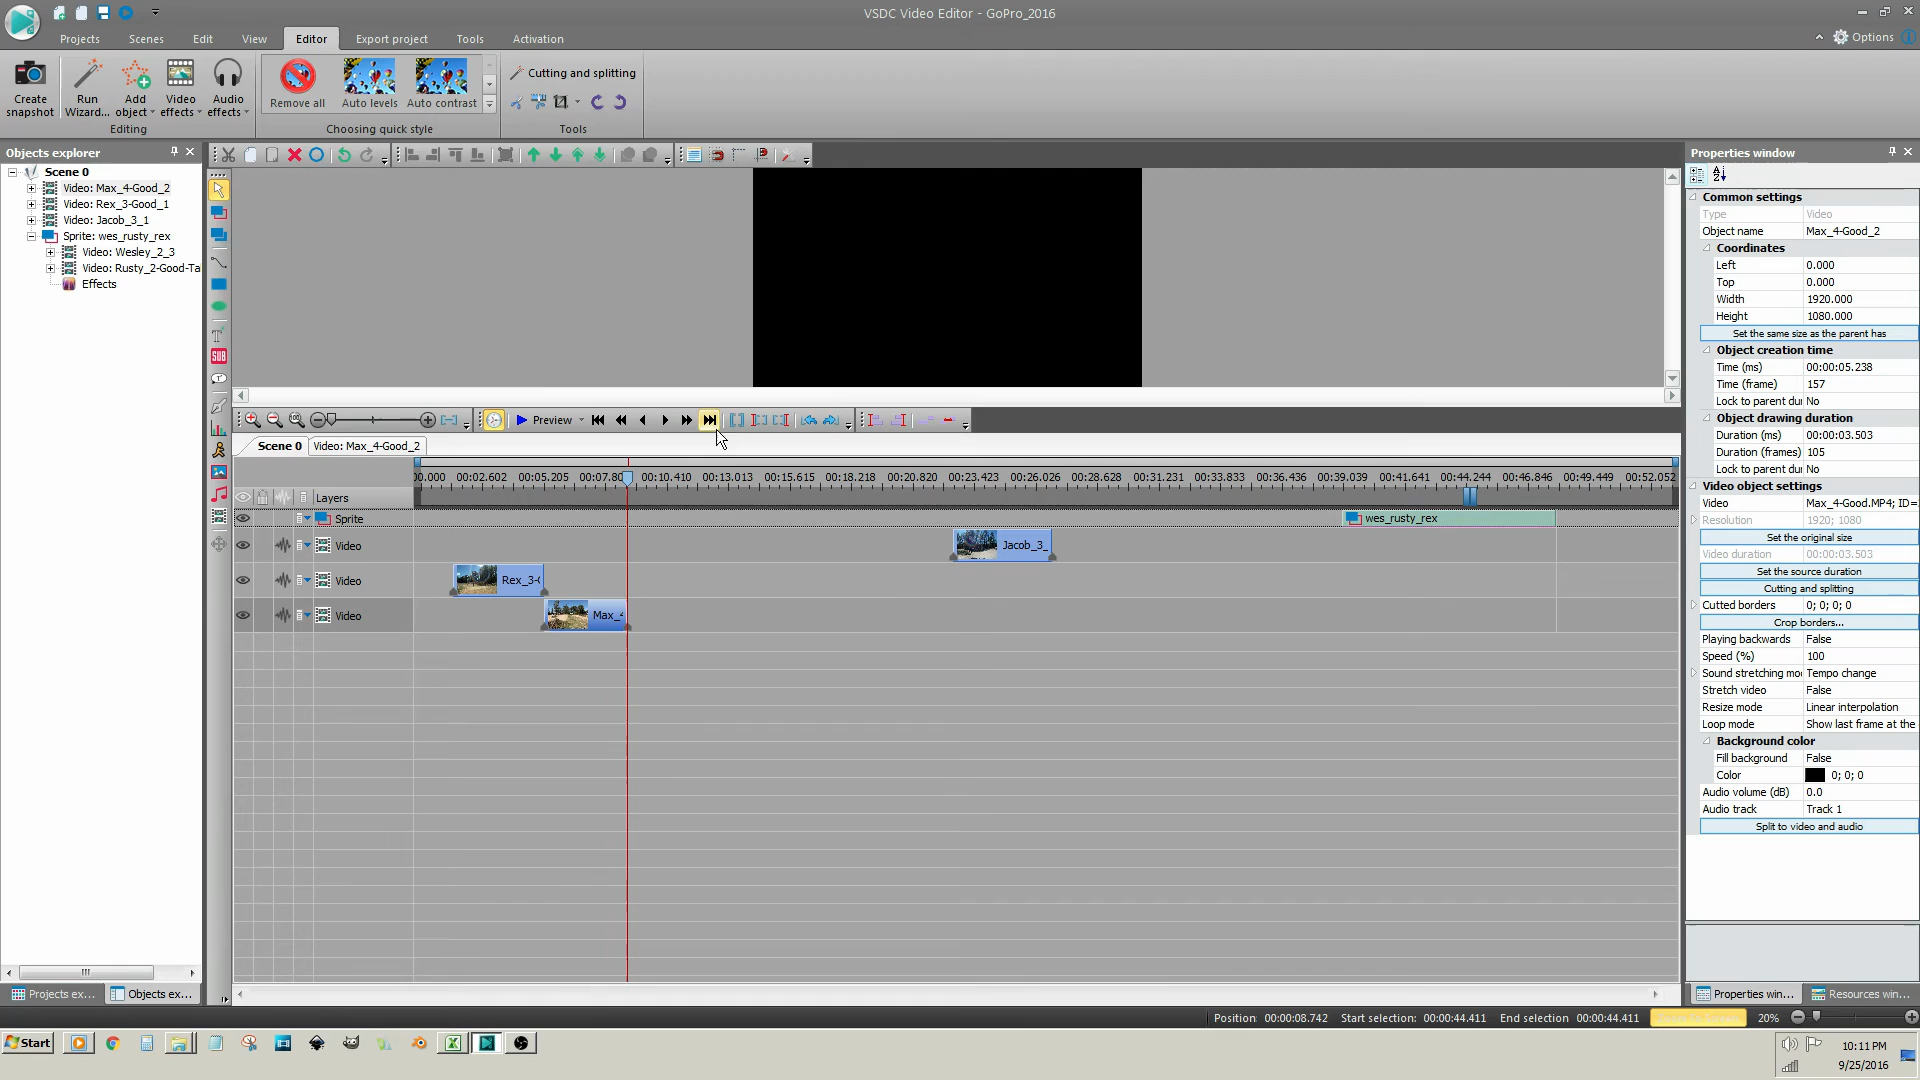 VSDC Video Editor - GoPro_2016
Projects
Scenes
Edit
View
Editor
Export project
Tools
Activation
Options
Create snapshot
Run Wizard...
Add object
Video effects
Audio effects
Editing
Remove all
Auto levels
Auto contrast
Choosing quick style
Cutting and splitting
Tools
Objects explorer
Scene 0
Video: Max_4-Good_2
Video: Rex_3-Good_1
Video: Jacob_3_1
Sprite: wes_rusty_rex
Video: Wesley_2_3
Video: Rusty_2-Good-Ta
Effects
Projects ex...
Objects ex...
SUB
Preview
Scene 0
Video: Max_4-Good_2
00.000 00:02.602 00:05.205 00:07.80 00:10.410 00:13.013 00:15.615 00:18.218 00:20.820 00:23.423 00:26.026 00:28.628 00:31.231 00:33.833 00:36.436 00:39.039 00:41.641 00:44.244 00:46.846 00:49.449 00:52.052
Layers
Sprite
wes_rusty_rex
Video
Jacob_3_
Video
Rex_3-
Video
Max_
Properties window
Common settings
Type Video
Object name Max_4-Good_2
Coordinates
Left 0.000
Top 0.000
Width 1920.000
Height 1080.000
Set the same size as the parent has
Object creation time
Time (ms) 00:00:05.238
Time (frame) 157
Lock to parent dur No
Object drawing duration
Duration (ms) 00:00:03.503
Duration (frames) 105
Lock to parent dur No
Video object settings
Video Max_4-Good.MP4; ID=
Resolution 1920; 1080
Set the original size
Video duration 00:00:03.503
Set the source duration
Cutting and splitting
Cutted borders 0; 0; 0; 0
Crop borders...
Playing backwards False
Speed (%) 100
Sound stretching mo Tempo change
Stretch video False
Resize mode Linear interpolation
Loop mode Show last frame at the
Background color
Fill background False
Color 0; 0; 0
Audio volume (dB) 0.0
Audio track Track 1
Split to video and audio
Properties win...
Resources win...
Position: 00:00:08.742 Start selection: 00:00:44.411 End selection 00:00:44.411
20%
Start
10:11 PM
9/25/2016